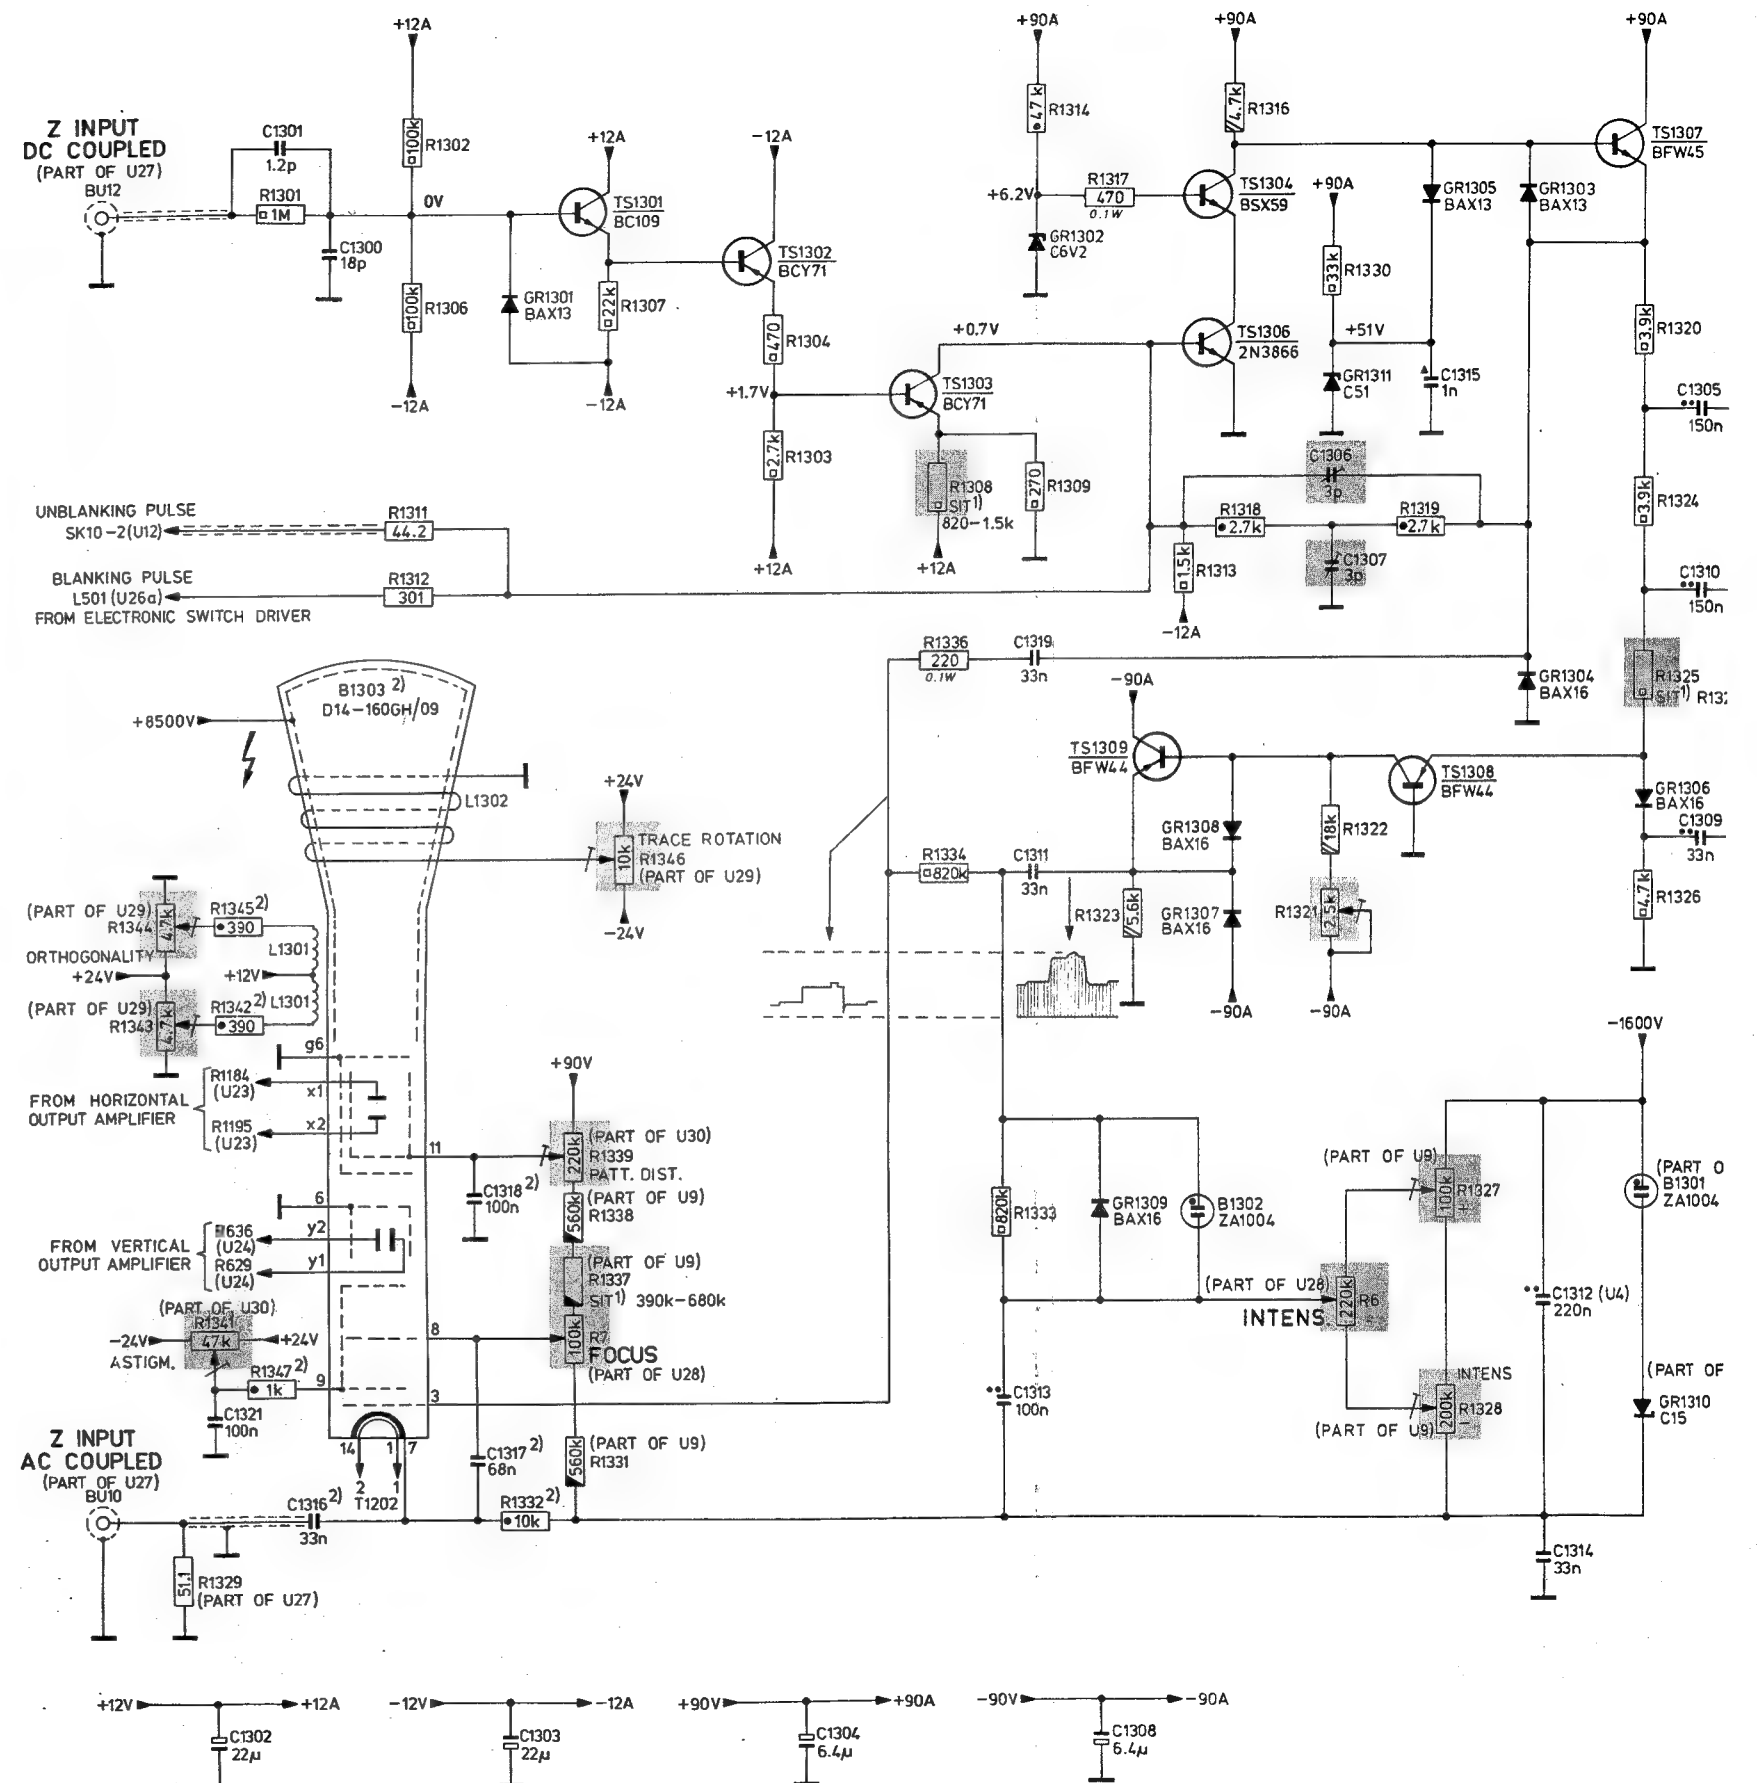 +12A
+90A
+90A
+90A
Z INPUT
DC COUPLED
(PART OF U27)
BU12
C1301
1.2p
R1301
1M
C1300
18p
100k
R1302
0V
100k
R1306
-12A
+12A
TS1301
BC109
GR1301
BAX13
22k
R1307
-12A
-12A
TS1302
BCY71
470
R1304
+1.7V
2.7k
R1303
+12A
+0.7V
TS1303
BCY71
R1308
SIT1)
820-1.5k
+12A
270
R1309
47k
R1314
+6.2V
R1317
470
0.1W
GR1302
C6V2
4.7k
R1316
TS1304
BSX59
TS1306
2N3866
+90A
33k
R1330
+51V
GR1311
C51
C1315
1n
GR1305
BAX13
GR1303
BAX13
TS1307
BFW45
3.9k
R1320
C1305
150n
3.9k
R1324
C1310
150n
R1325
SIT1)
C1306
3p
R1318
2.7k
R1319
2.7k
C1307
3p
1.5k
R1313
-12A
UNBLANKING PULSE
SK10-2(U12)
R1311
44.2
BLANKING PULSE
L501(U26a)
R1312
301
FROM ELECTRONIC SWITCH DRIVER
R1336
220
0.1W
C1319
33n
GR1304
BAX16
B1303 2)
D14-160GH/09
+8500V
L1302
+24V
10k
TRACE ROTATION
R1346
(PART OF U29)
-24V
-90A
TS1309
BFW44
TS1308
BFW44
GR1306
BAX16
C1309
33n
4.7k
R1326
GR1308
BAX16
18k
R1322
R1334
820k
C1311
33n
R1323
5.6k
GR1307
BAX16
R1321
2.5k
-90A
-90A
(PART OF U29)
R1344
4.7k
R1345 2)
390
L1301
ORTHOGONALITY
+24V
+12V
(PART OF U29)
R1343
4.7k
R1342 2)
390
L1301
g6
FROM HORIZONTAL
OUTPUT AMPLIFIER
R1184
(U23)
x1
R1195
(U23)
x2
11
C1318 2)
100n
+90V
220k
(PART OF U30)
R1339
PATT. DIST.
560k
(PART OF U9)
R1338
(PART OF U9)
R1337
SIT1) 390k-680k
100k
R7
FOCUS
(PART OF U28)
6
FROM VERTICAL
OUTPUT AMPLIFIER
636
(U24)
y2
R629
(U24)
y1
(PART OF U30)
R1341
47k
-24V
+24V
ASTIGM.
R1347 2)
1k
9
8
3
C1321
100n
14
1
7
2
1
T1202
C1317 2)
68n
560k
(PART OF U9)
R1331
R1332 2)
10k
Z INPUT
AC COUPLED
(PART OF U27)
BU10
C1316 2)
33n
51.1
R1329
(PART OF U27)
820k
R1333
GR1309
BAX16
B1302
ZA1004
C1313
100n
(PART OF U28)
INTENS
220k
R6
(PART OF U9)
100k
R1327
+
INTENS
200k
R1328
-
(PART OF U9)
-1600V
B1301
ZA1004
C1312 (U4)
220n
(PART OF
GR1310
C15
C1314
33n
+12V
+12A
C1302
22µ
-12V
-12A
C1303
22µ
+90V
+90A
C1304
6.4µ
-90V
-90A
C1308
6.4µ